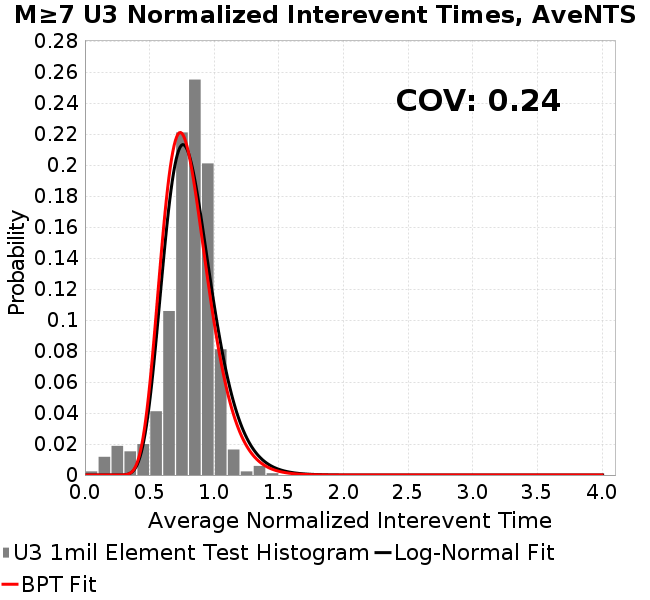 M≥7 U3 Normalized Interevent Times, AveNTS
COV: 0.24
Probability
0.28
0.26
0.24
0.22
0.2
0.18
0.16
0.14
0.12
0.1
0.08
0.06
0.04
0.02
0
0.0 0.5 1.0 1.5 2.0 2.5 3.0 3.5 4.0
Average Normalized Interevent Time
U3 1mil Element Test Histogram Log-Normal Fit
BPT Fit